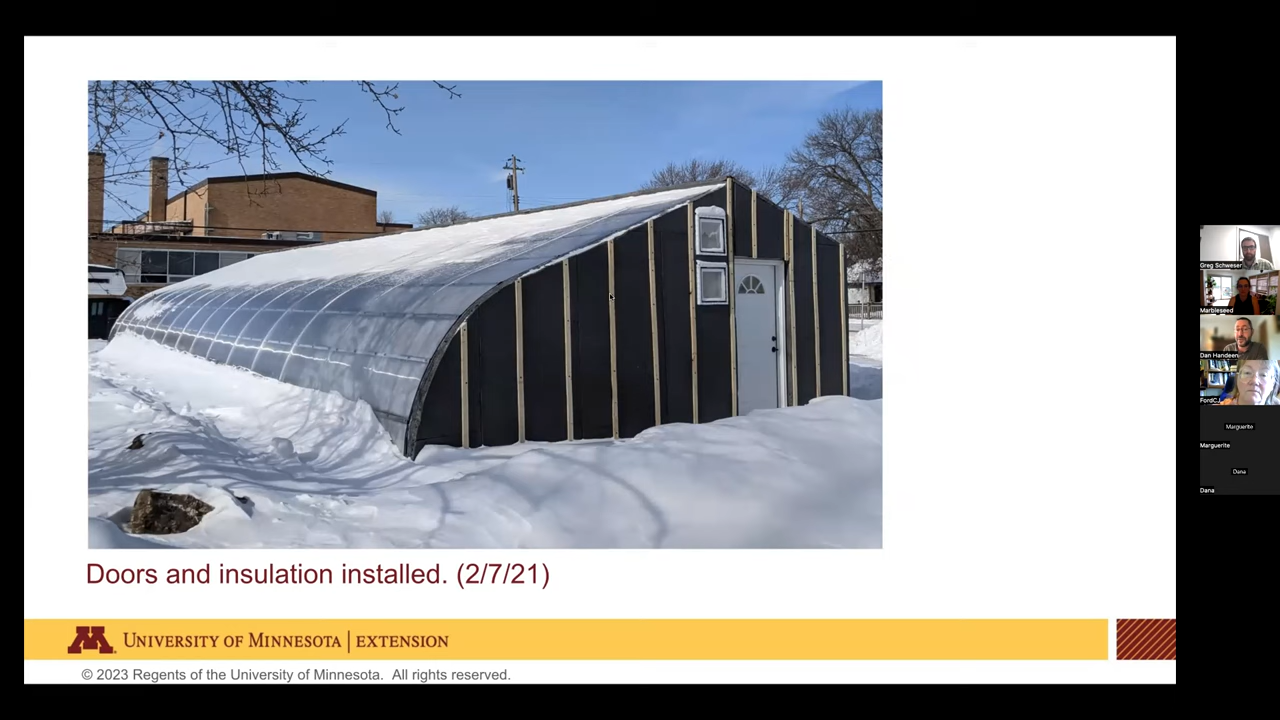 Doors and insulation installed. (2/7/21)
M UNIVERSITY OF MINNESOTA | EXTENSION
© 2023 Regents of the University of Minnesota. All rights reserved.
Greg Schweser
Marbleseed
Dan Handeen
FordCJ
Marguerite
Marguerite
Dana
Dana